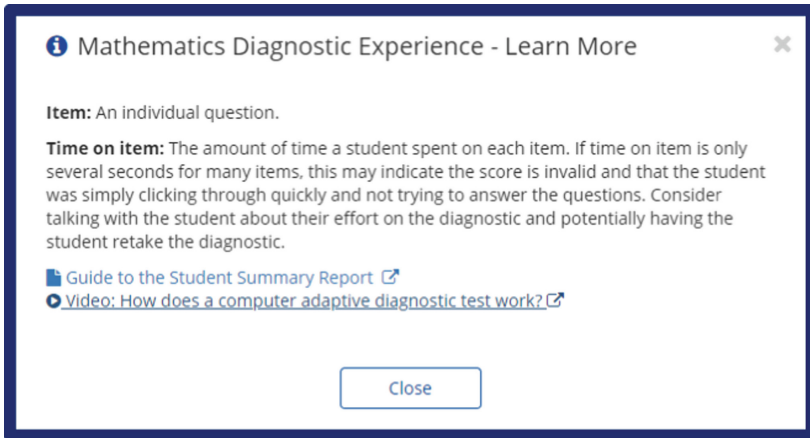 Mathematics Diagnostic Experience - Learn More
Item: An individual question.
Time on item: The amount of time a student spent on each item. If time on item is only
several seconds for many items, this may indicate the score is invalid and that the student
was simply clicking through quickly and not trying to answer the questions. Consider
talking with the student about their effort on the diagnostic and potentially having the
student retake the diagnostic.
Guide to the Student Summary Report
Video: How does a computer adaptive diagnostic test work?
Close